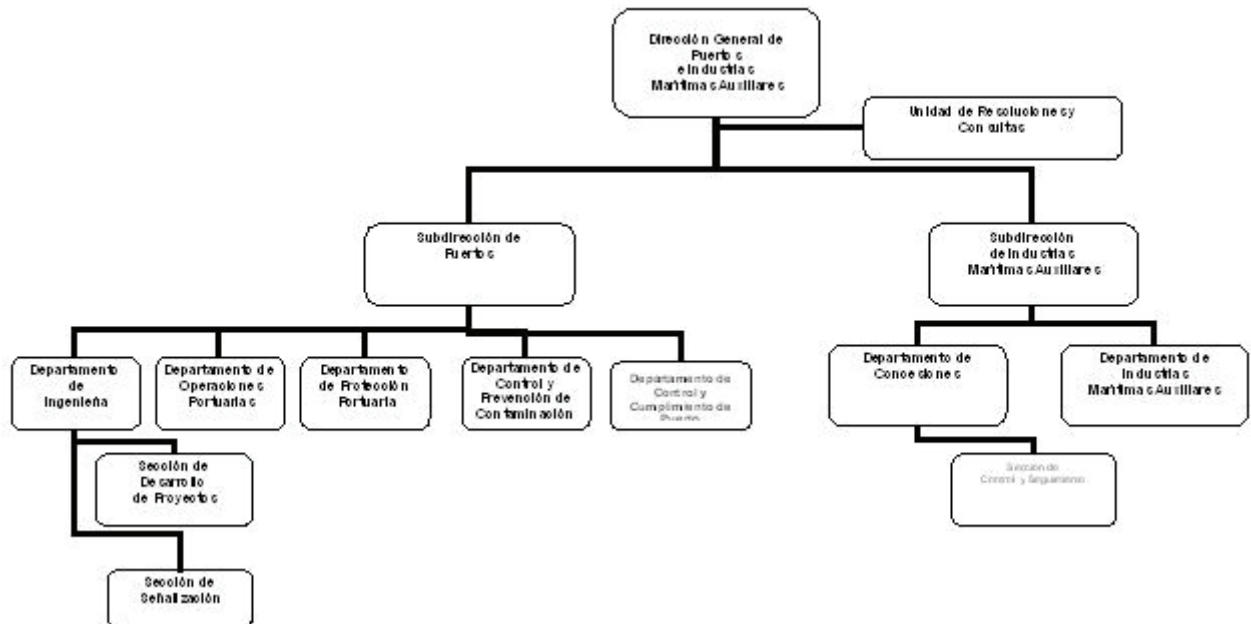 Dirección General de
Puertos
e Industrias
Marítimas Auxiliares
Unidad de Resoluciones y
Consultas
Subdirección de
Puertos
Subdirección
de Industrias
Marítimas Auxiliares
Departamento
de
Ingeniería
Departamento de
Operaciones
Portuarias
Departamento
de Protección
Portuaria
Departamento de
Control y
Prevención de
Contaminación
Departamento de
Control y
Cumplimiento de
Puerto
Departamento de
Concesiones
Departamento de
Industrias
Marítimas Auxiliares
Sección de
Desarrollo
de Proyectos
Sección de
Control y Seguimiento
Sección de
Señalización